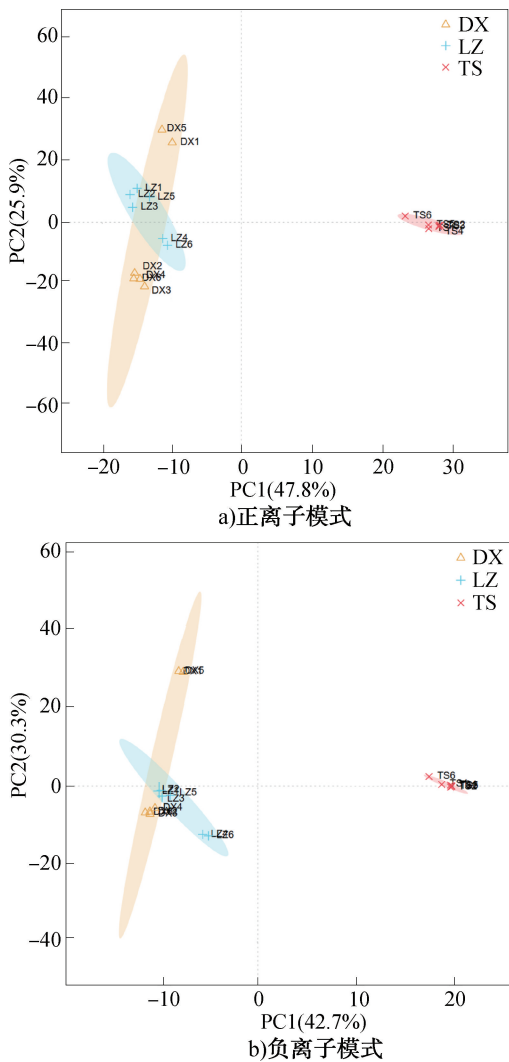 60
40
20
0
−20
−40
−60
PC2(25.9%)
DX
LZ
TS
DX5
DX1
LZ1
LZ2
LZ5
LZ3
LZ4
LZ6
DX2
DX4
DX3
TS6
TS4
−20 −10 0 10 20 30
PC1(47.8%)
a)正离子模式
60
40
20
0
−20
−40
PC2(30.3%)
DX
LZ
TS
DX5
LZ5
LZ3
DX4
TS6
−10 0 20
PC1(42.7%)
b)负离子模式